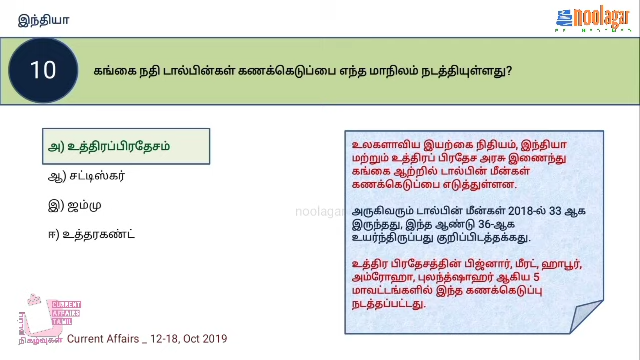 இந்தியா
noolagar
10
கங்கை நதி டால்பின்கள் கணக்கெடுப்பை எந்த மாநிலம் நடத்தியுள்ளது?
அ) உத்திரப்பிரதேசம்
ஆ) சட்டிஸ்கர்
இ) ஜம்மு
ஈ) உத்தரகண்ட்
உலகளாவிய இயற்கை நிதியம், இந்தியா
மற்றும் உத்திரப் பிரதேச அரசு இணைந்து
கங்கை ஆற்றில் டால்பின் மீன்கள்
கணக்கெடுப்பை எடுத்துள்ளன.
அருகிவரும் டால்பின் மீன்கள் 2018-ல் 33 ஆக
இருந்தது, இந்த ஆண்டு 36-ஆக
உயர்ந்திருப்பது குறிப்பிடத்தக்கது.
உத்திர பிரதேசத்தின் பிஜ்னார், மீரட், ஹாபூர்,
அம்ரோஹா, புலந்த்ஷாஹர் ஆகிய 5
மாவட்டங்களில் இந்த கணக்கெடுப்பு
நடத்தப்பட்டது.
noolagar
CURRENT
AFFAIRS
TAMIL
நடப்பு
நிகழ்வுகள்
Current Affairs _ 12-18, Oct 2019